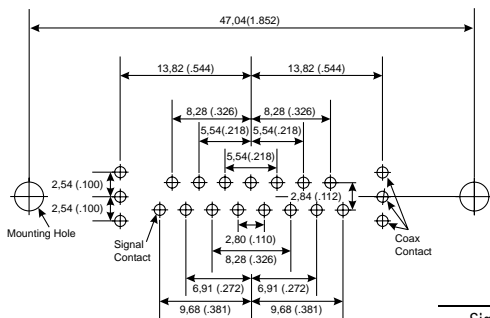 47,04(1.852)
13,82 (.544) 13,82 (.544)
8,28 (.326) 8,28 (.326)
5,54(.218) 5,54(.218)
5,54(.218)
2,54 (.100)
2,84 (.112)
2,54 (.100)
Mounting Hole
Signal
Contact
Coax
Contact
2,80 (.110)
8,28 (.326)
6,91 (.272) 6,91 (.272)
9,68 (.381) 9,68 (.381)